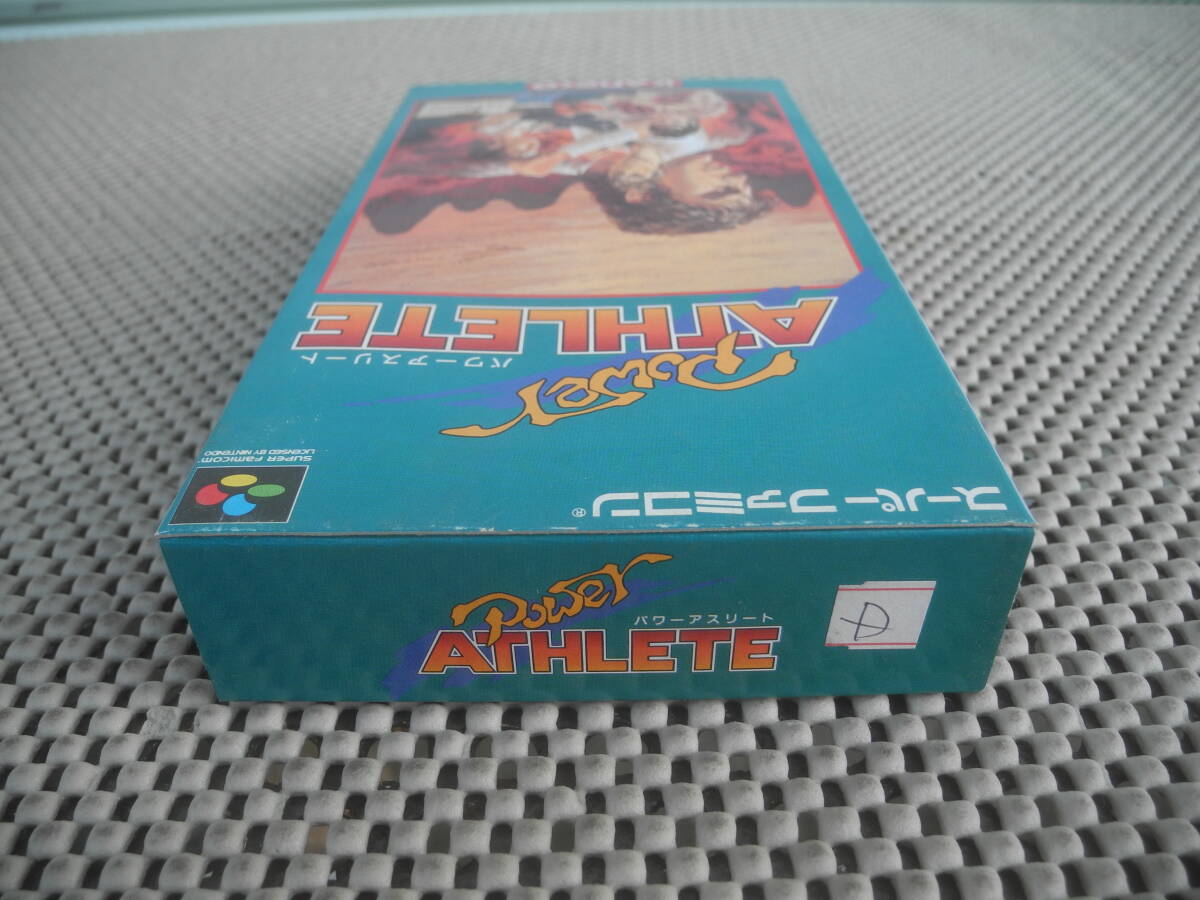 スーパーファミコン®
Power
ATHLETE
パワーアスリート
SUPER FAMICOM™
LICENSED BY NINTENDO
Power
パワーアスリート
ATHLETE